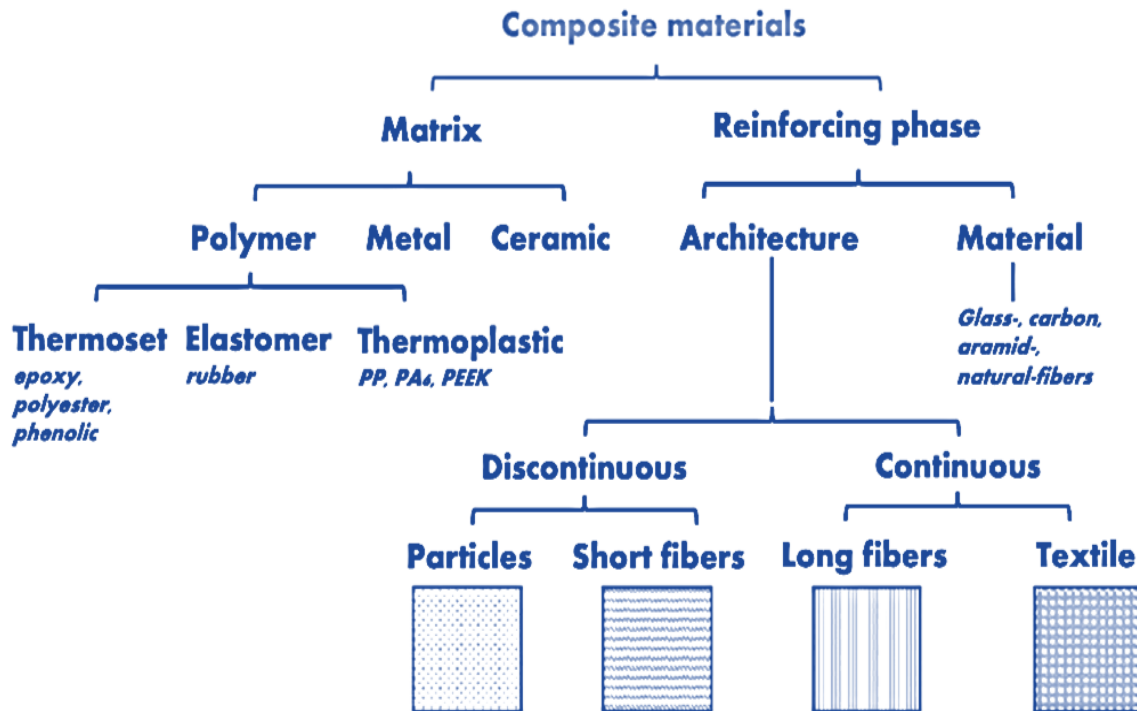 Composite materials
Matrix
Reinforcing phase
Polymer
Metal
Ceramic
Architecture
Material
Thermoset
epoxy,
polyester,
phenolic
Elastomer
rubber
Thermoplastic
PP, PA6, PEEK
Glass-, carbon,
aramid-,
natural-fibers
Discontinuous
Continuous
Particles
Short fibers
Long fibers
Textile